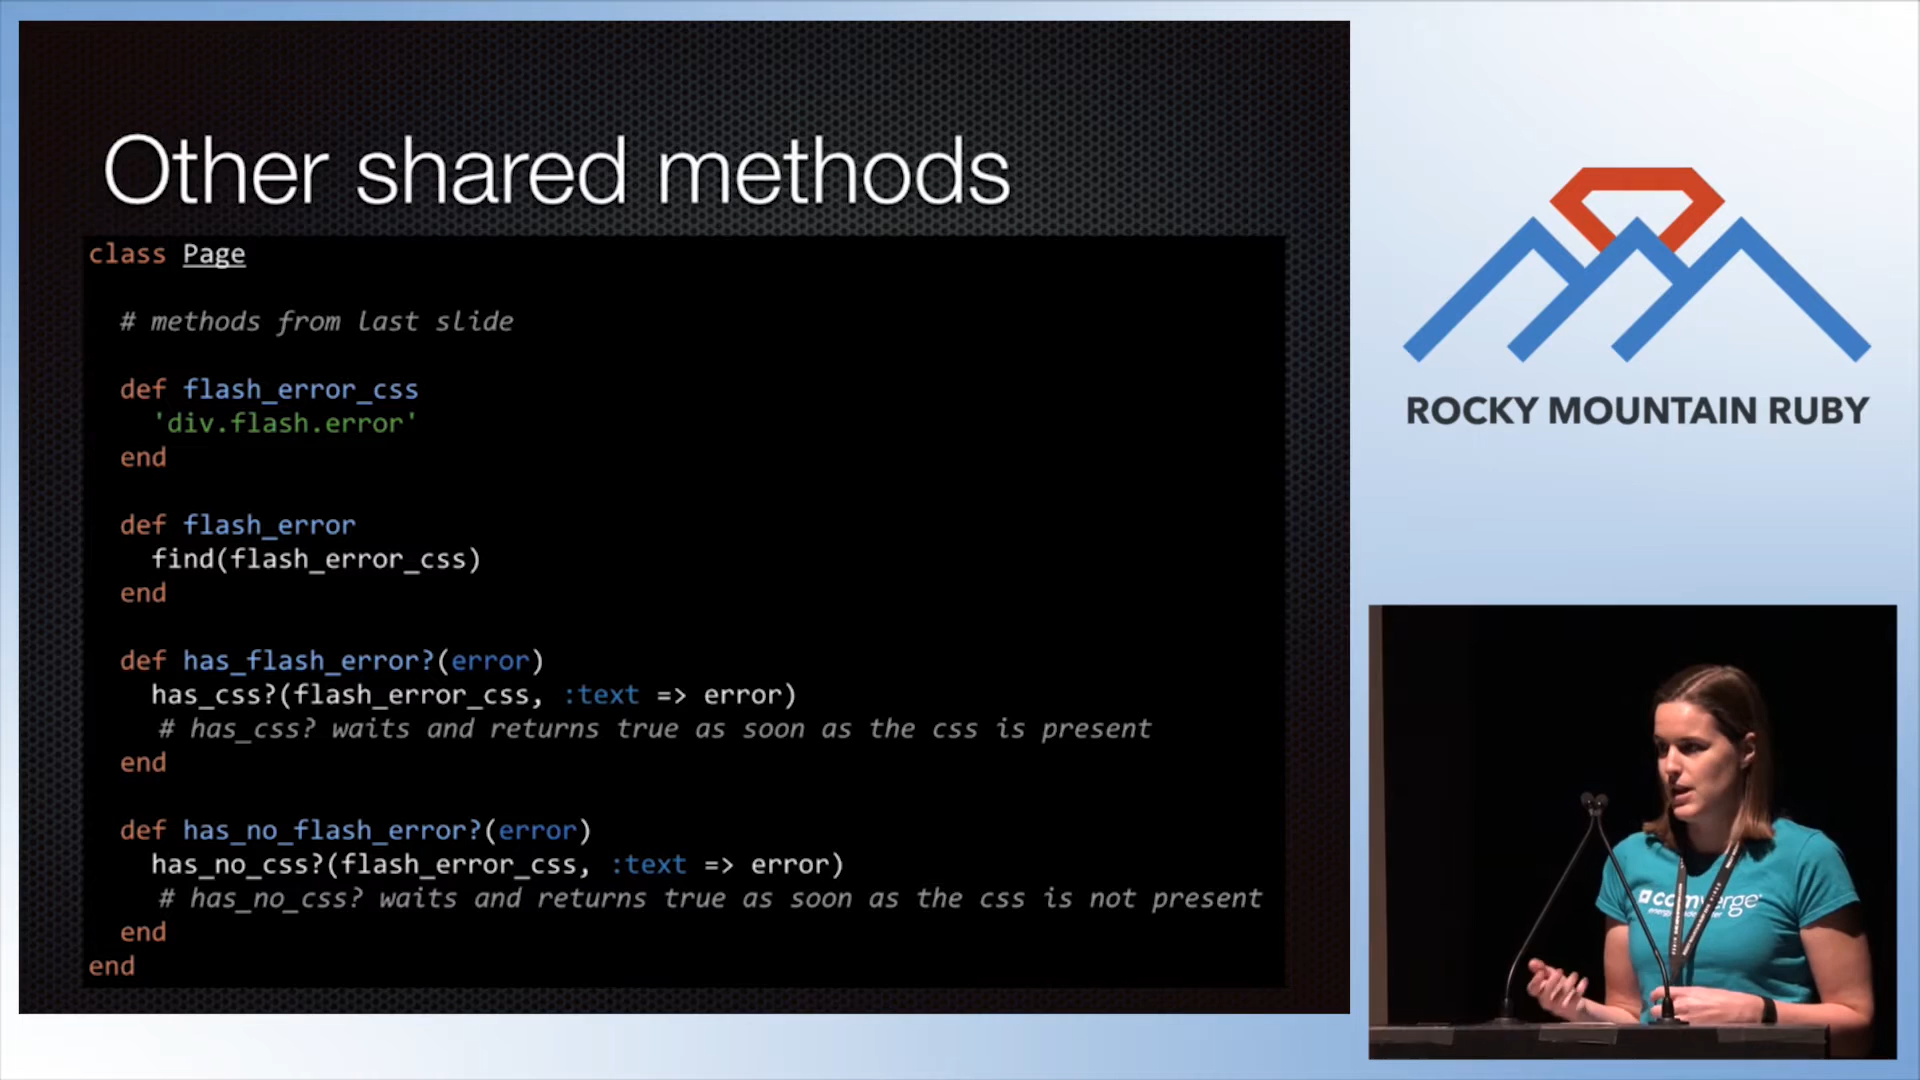 Other shared methods
class Page
# methods from last slide
def flash_error_css
'div.flash.error'
end
def flash_error
find(flash_error_css)
end
def has_flash_error?(error)
has_css?(flash_error_css, :text => error)
# has_css? waits and returns true as soon as the css is present
end
def has_no_flash_error?(error)
has_no_css?(flash_error_css, :text => error)
# has_no_css? waits and returns true as soon as the css is not present
end
end
ROCKY MOUNTAIN RUBY